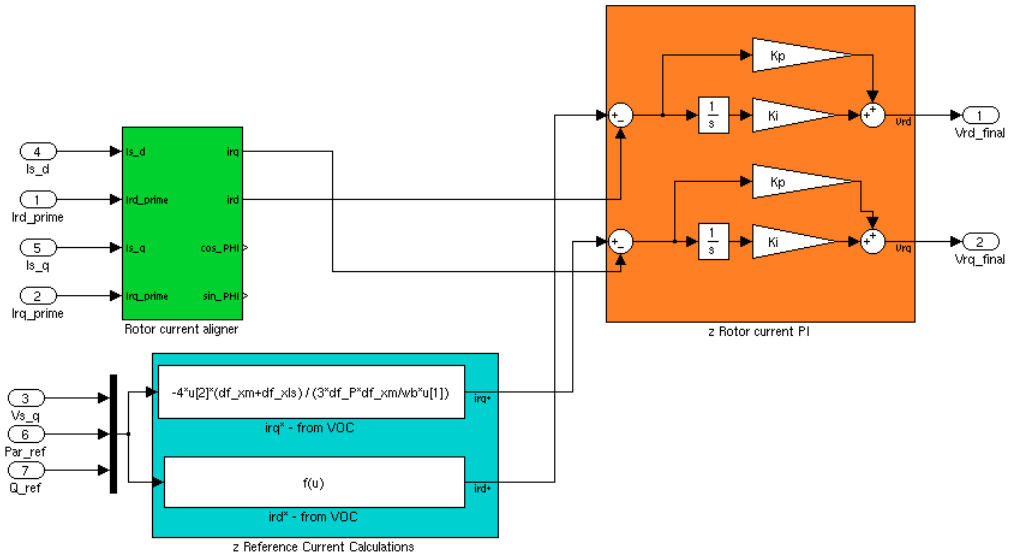 4
Is_d
1
Ird_prime
5
Is_q
2
Irq_prime
Is_d
irq
Ird_prime
ird
Is_q
cos_PHI
Irq_prime
sin_PHI
Rotor current aligner
Kp
1
s
Ki
Vrd
Kp
1
s
Ki
Vrq
z Rotor current PI
1
Vrd_final
2
Vrq_final
3
Vs_q
6
Par_ref
7
Q_ref
-4*u[2]*(df_xm+df_xls) / (3*df_P*df_xm/wb*u[1])
irq*
irq* - from VOC
f(u)
ird*
ird* - from VOC
z Reference Current Calculations